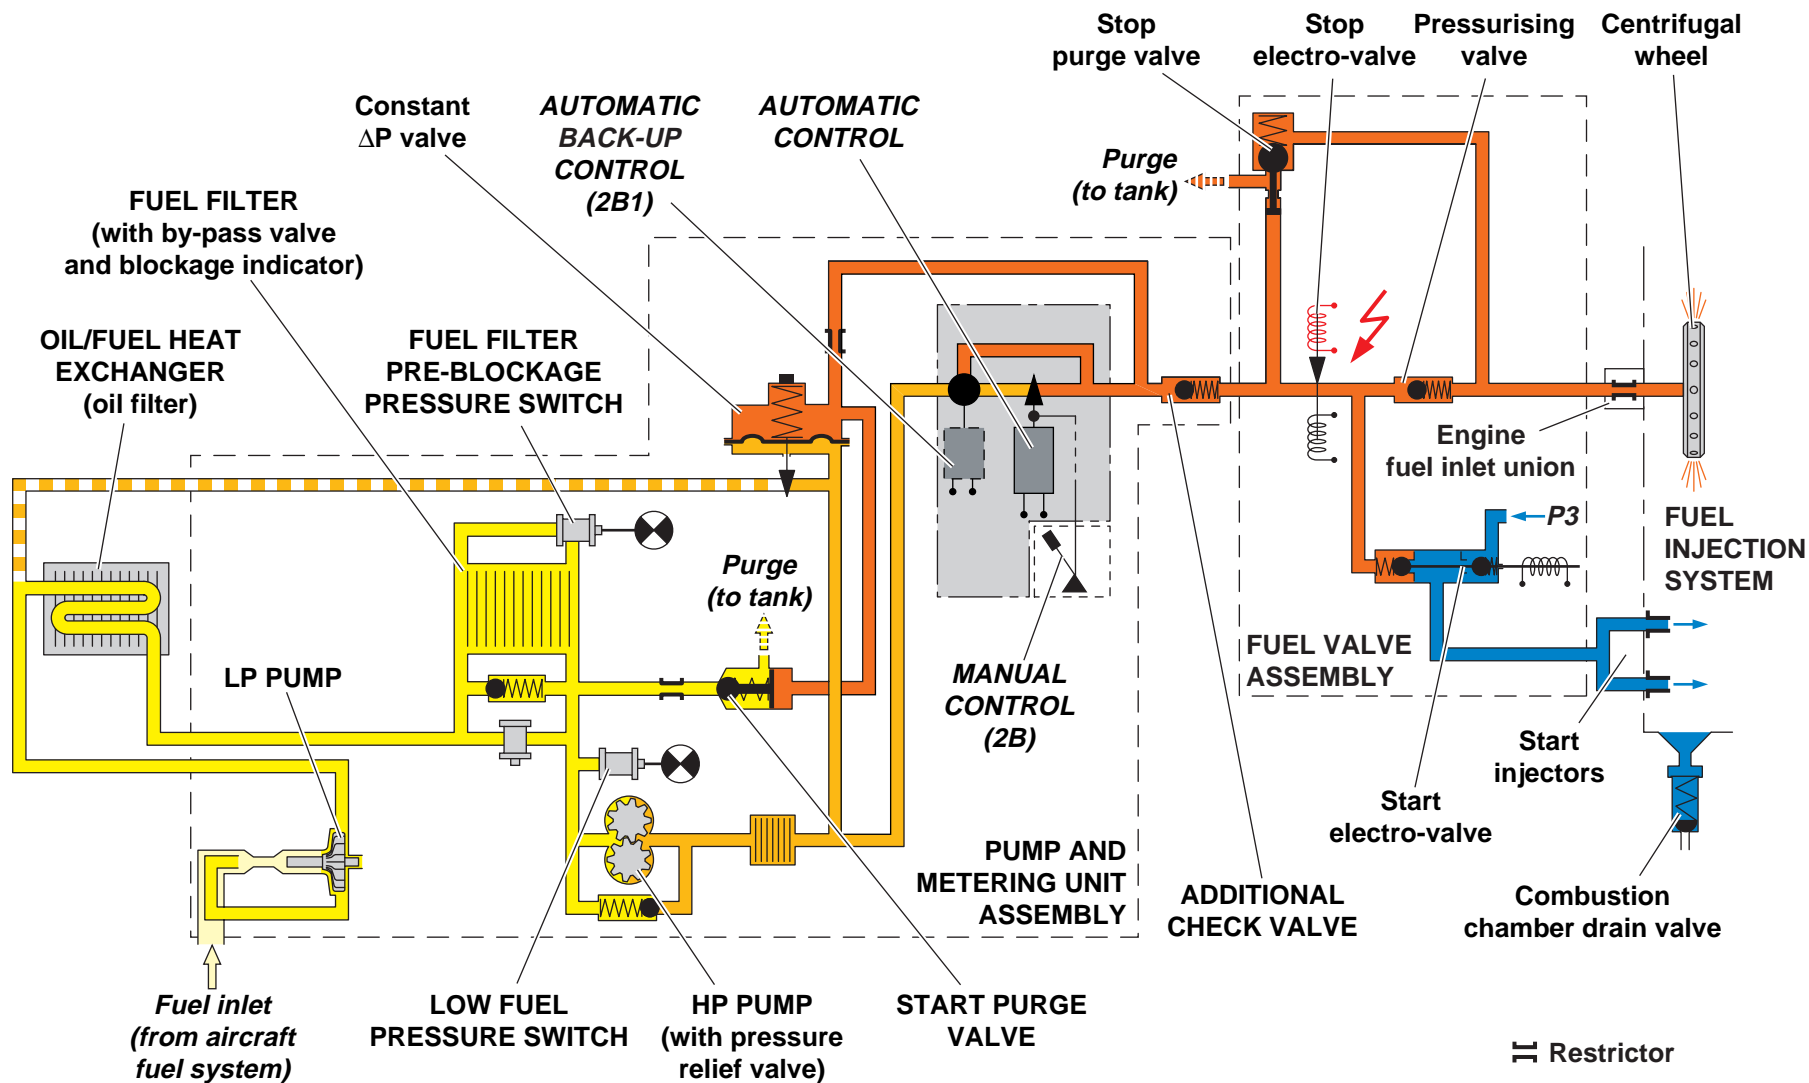 Stop
purge valve
Stop
electro-valve
Pressurising
valve
Centrifugal
wheel
Constant
ΔP valve
AUTOMATIC
BACK-UP
CONTROL
(2B1)
AUTOMATIC
CONTROL
Purge
(to tank)
FUEL FILTER
(with by-pass valve
and blockage indicator)
OIL/FUEL HEAT
EXCHANGER
(oil filter)
FUEL FILTER
PRE-BLOCKAGE
PRESSURE SWITCH
Engine
fuel inlet union
P3
FUEL
INJECTION
SYSTEM
Purge
(to tank)
LP PUMP
MANUAL
CONTROL
(2B)
FUEL VALVE
ASSEMBLY
Start
injectors
Start
electro-valve
PUMP AND
METERING UNIT
ASSEMBLY
ADDITIONAL
CHECK VALVE
Combustion
chamber drain valve
Fuel inlet
(from aircraft
fuel system)
LOW FUEL
PRESSURE SWITCH
HP PUMP
(with pressure
relief valve)
START PURGE
VALVE
Restrictor